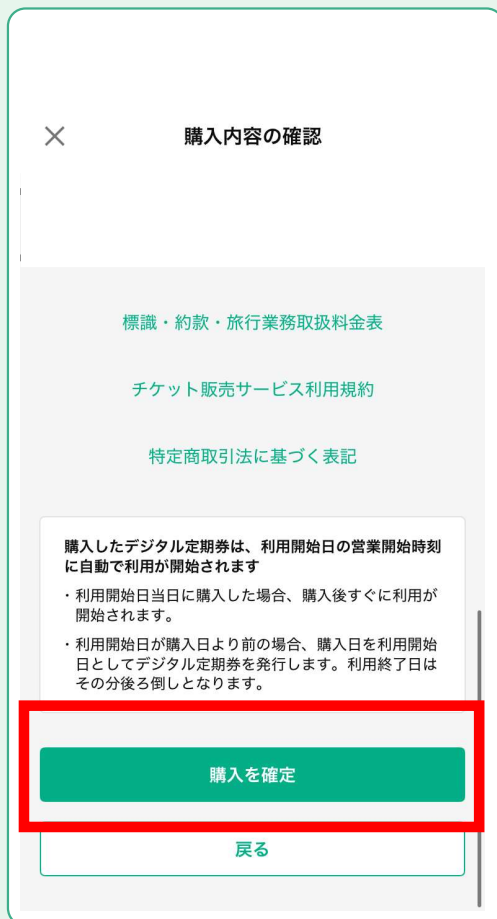 購入内容の確認
標識・約款・旅行業務取扱料金表
チケット販売サービス利用規約
特定商取引法に基づく表記
購入したデジタル定期券は、利用開始日の営業開始時刻
に自動で利用が開始されます
・利用開始日当日に購入した場合、購入後すぐに利用が
開始されます。
・利用開始日が購入日より前の場合、購入日を利用開始
日としてデジタル定期券を発行します。利用終了日は
その分後ろ倒しとなります。
購入を確定
戻る